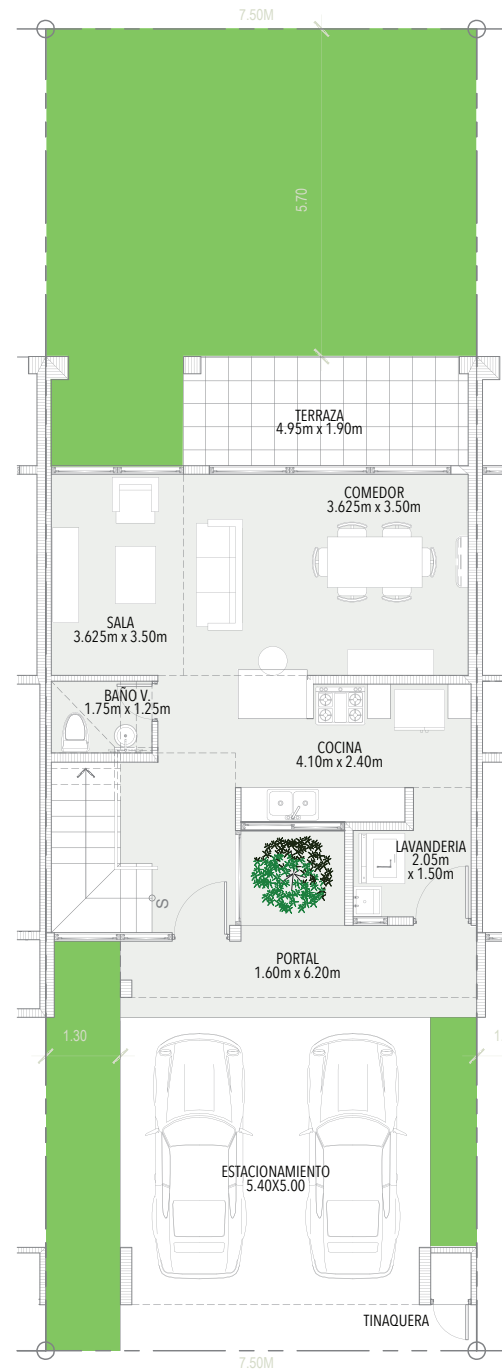 7.50M
5.70
TERRAZA
4.95m x 1.90m
COMEDOR
3.625m x 3.50m
SALA
3.625m x 3.50m
BAÑO V.
1.75m x 1.25m
COCINA
4.10m x 2.40m
LAVANDERIA
2.05m
x 1.50m
L
S
PORTAL
1.60m x 6.20m
1.30
1.
ESTACIONAMIENTO
5.40X5.00
TINAQUERA
7.50M